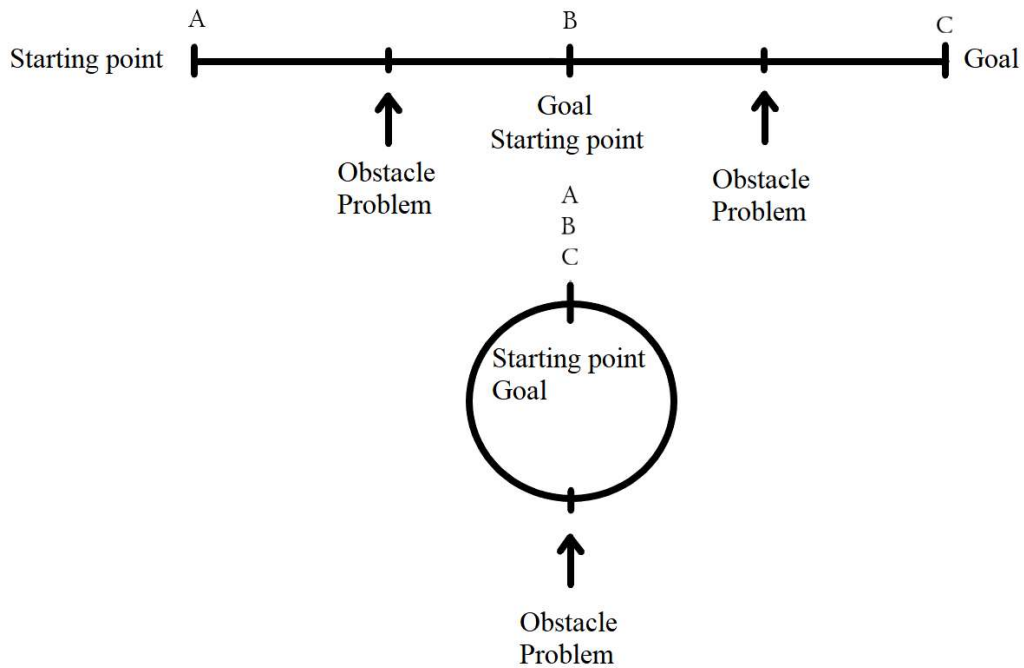 A
B
C
Starting point
Goal
Goal
Starting point
Obstacle
Problem
Obstacle
Problem
A
B
C
Starting point
Goal
Obstacle
Problem